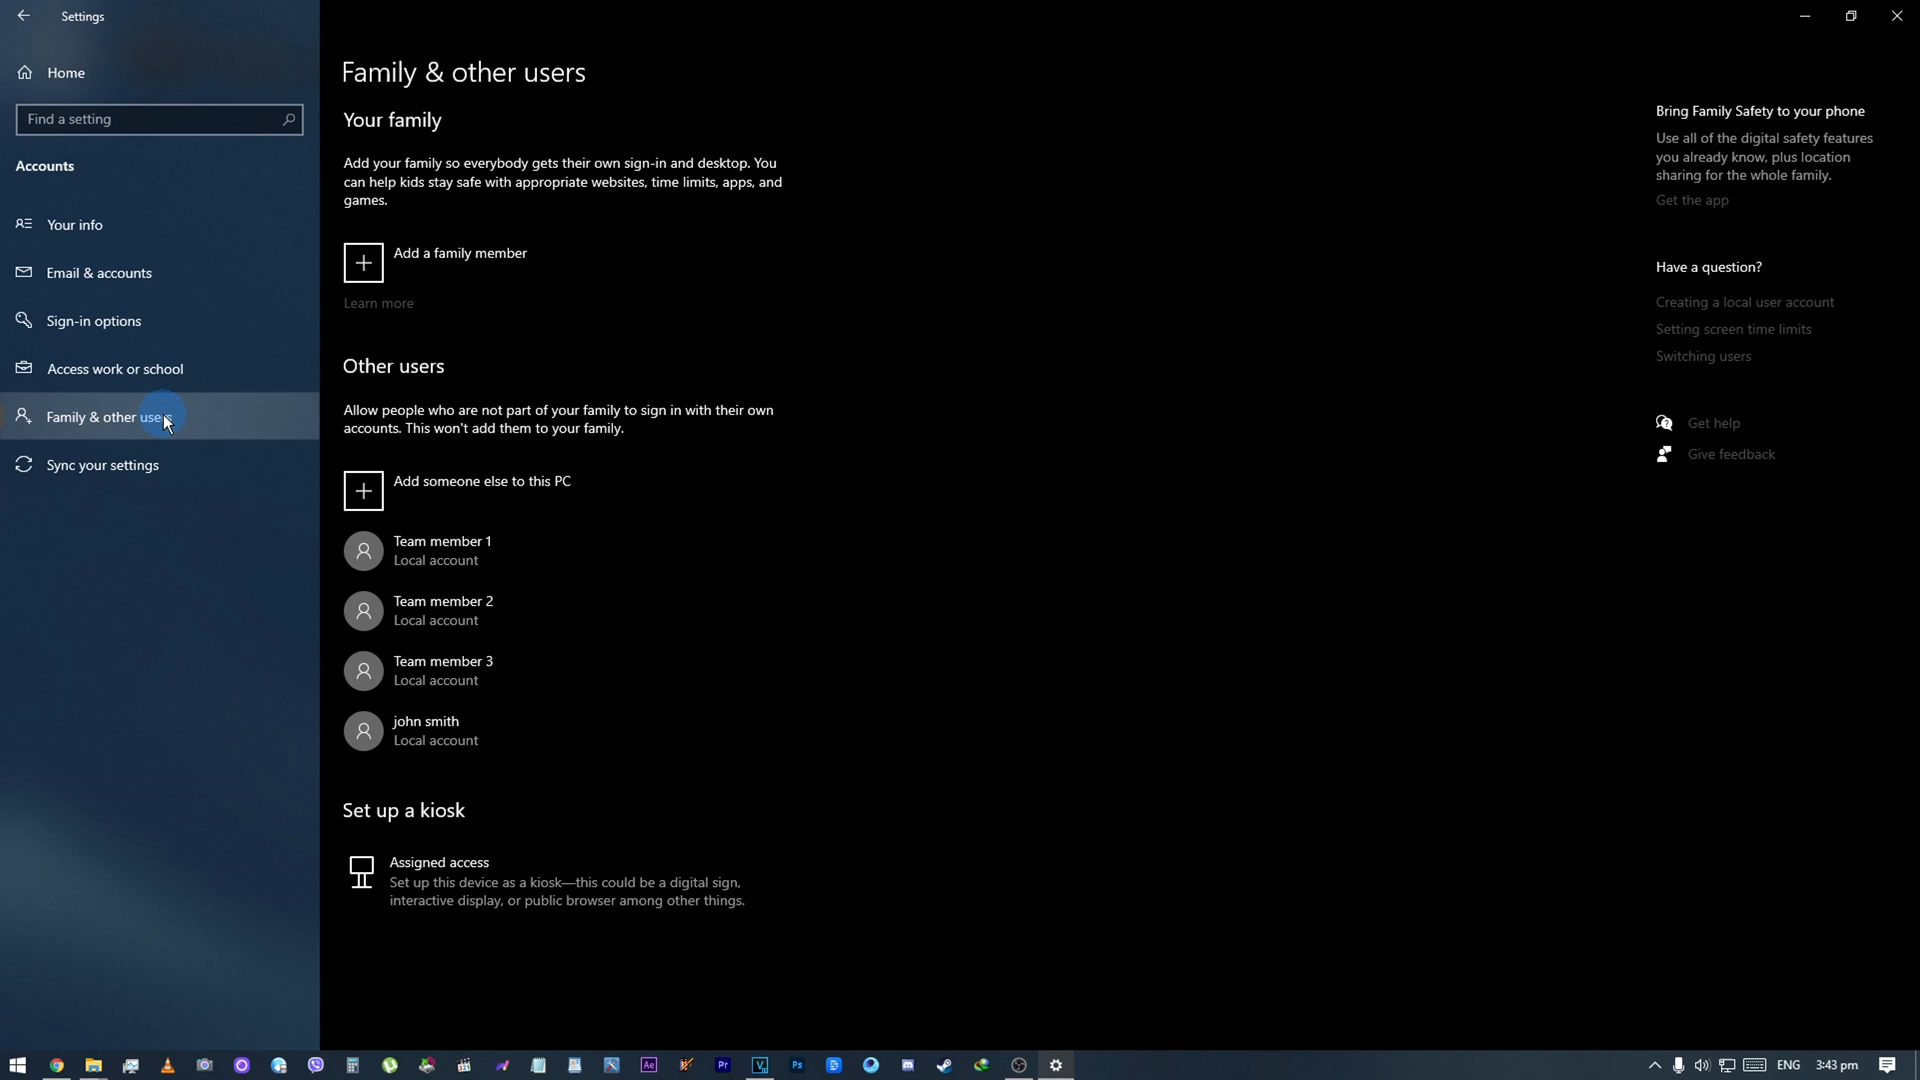 Settings
Home
Find a setting
Accounts
Your info
Email & accounts
Sign-in options
Access work or school
Family & other users
Sync your settings
Family & other users
Your family
Add your family so everybody gets their own sign-in and desktop. You
can help kids stay safe with appropriate websites, time limits, apps, and
games.
Add a family member
Learn more
Other users
Allow people who are not part of your family to sign in with their own
accounts. This won't add them to your family.
Add someone else to this PC
Team member 1
Local account
Team member 2
Local account
Team member 3
Local account
john smith
Local account
Set up a kiosk
Assigned access
Set up this device as a kiosk—this could be a digital sign,
interactive display, or public browser among other things.
Bring Family Safety to your phone
Use all of the digital safety features
you already know, plus location
sharing for the whole family.
Get the app
Have a question?
Creating a local user account
Setting screen time limits
Switching users
Get help
Give feedback
Ae
Pr
V
Ps
ENG
3:43 pm